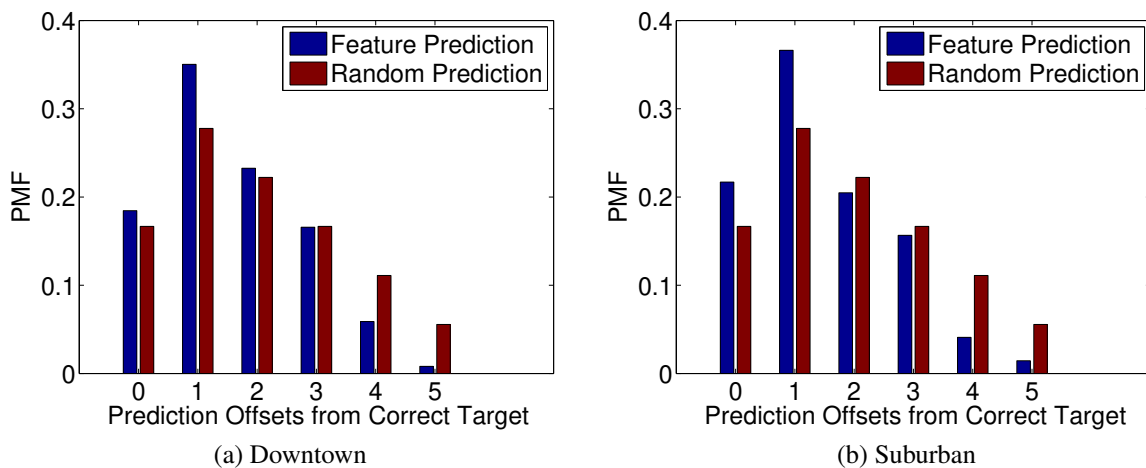 0.4
0.3
0.2
0.1
0
PMF
Feature Prediction
Random Prediction
0 1 2 3 4 5
Prediction Offsets from Correct Target
(a) Downtown
0.4
0.3
0.2
0.1
0
PMF
Feature Prediction
Random Prediction
0 1 2 3 4 5
Prediction Offsets from Correct Target
(b) Suburban